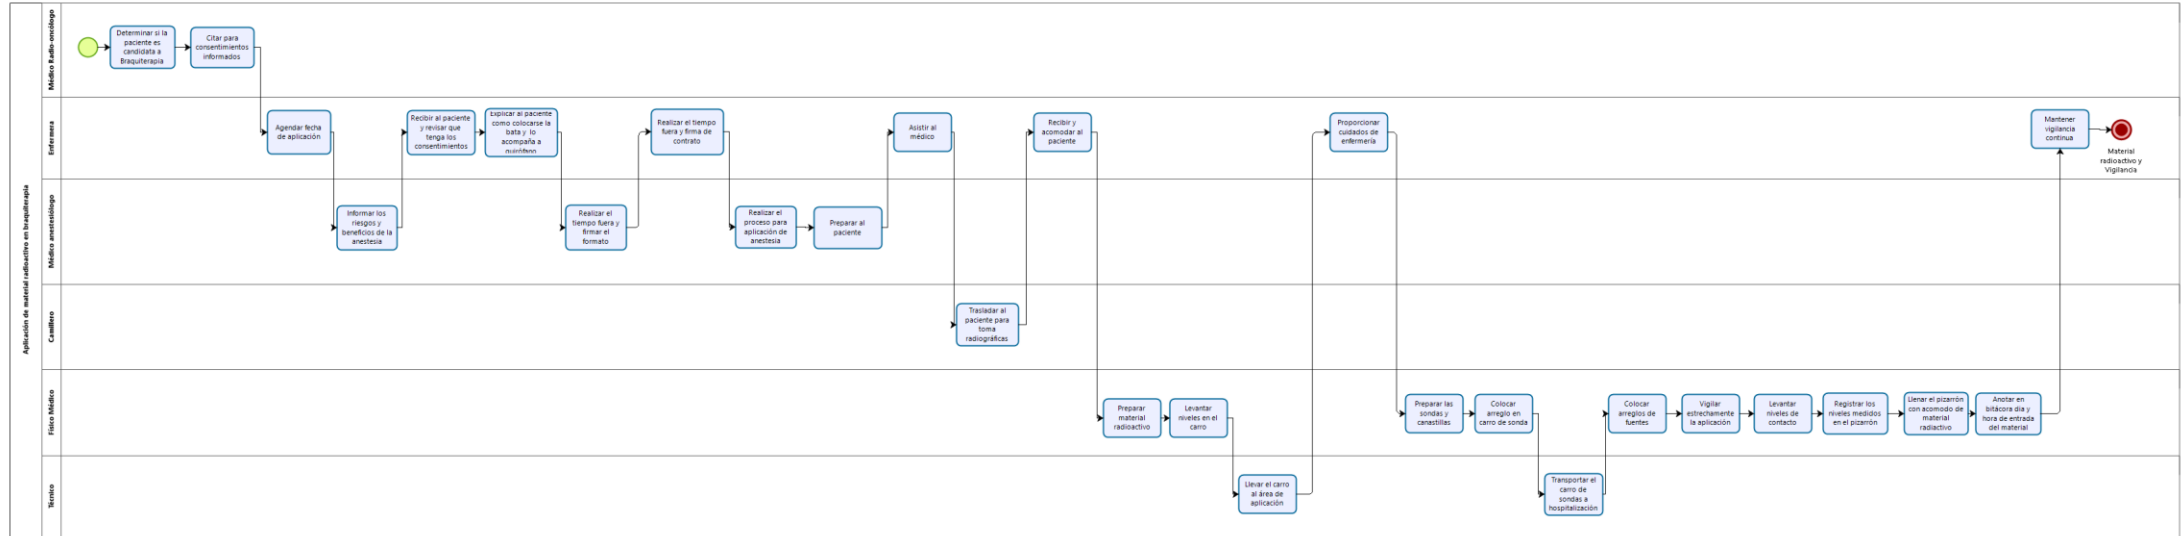 Aplicación de material radioactivo en braquiterapia
Médico Radio-oncólogo
Determinar si la
paciente es
candidata a
Braquiterapia
Citar para
consentimientos
informados
Enfermera
Agendar fecha
de aplicación
Recibir al paciente
y revisar que
tenga los
consentimientos
Explicar al paciente
como colocarse la
bata y lo
acompaña a
quirófano
Realizar el tiempo
fuera y firma de
contrato
Asistir al
médico
Recibir y
acomodar al
paciente
Proporcionar
cuidados de
enfermería
Mantener
vigilancia
continua
Material
radioactivo y
Vigilancia
Médico anestesiólogo
Informar los
riesgos y
beneficios de la
anestesia
Realizar el
tiempo fuera y
firmar el
formato
Realizar el
proceso para
aplicación de
anestesia
Preparar al
paciente
Camillero
Trasladar al
paciente para
toma
radiográficas
Físico Médico
Preparar
material
radioactivo
Levantar
niveles en el
carro
Preparar las
sondas y
canastillas
Colocar
arreglo en
carro de sonda
Colocar
arreglos de
fuentes
Vigilar
estrechamente
la aplicación
Levantar
niveles de
contacto
Registrar los
niveles medidos
en el pizarrón
Llenar el pizarrón
con acomodo de
material
radiactivo
Anotar en
bitácora dia y
hora de entrada
del material
Técnico
Llevar el carro
al área de
aplicación
Transportar el
carro de
sondas a
hospitalización